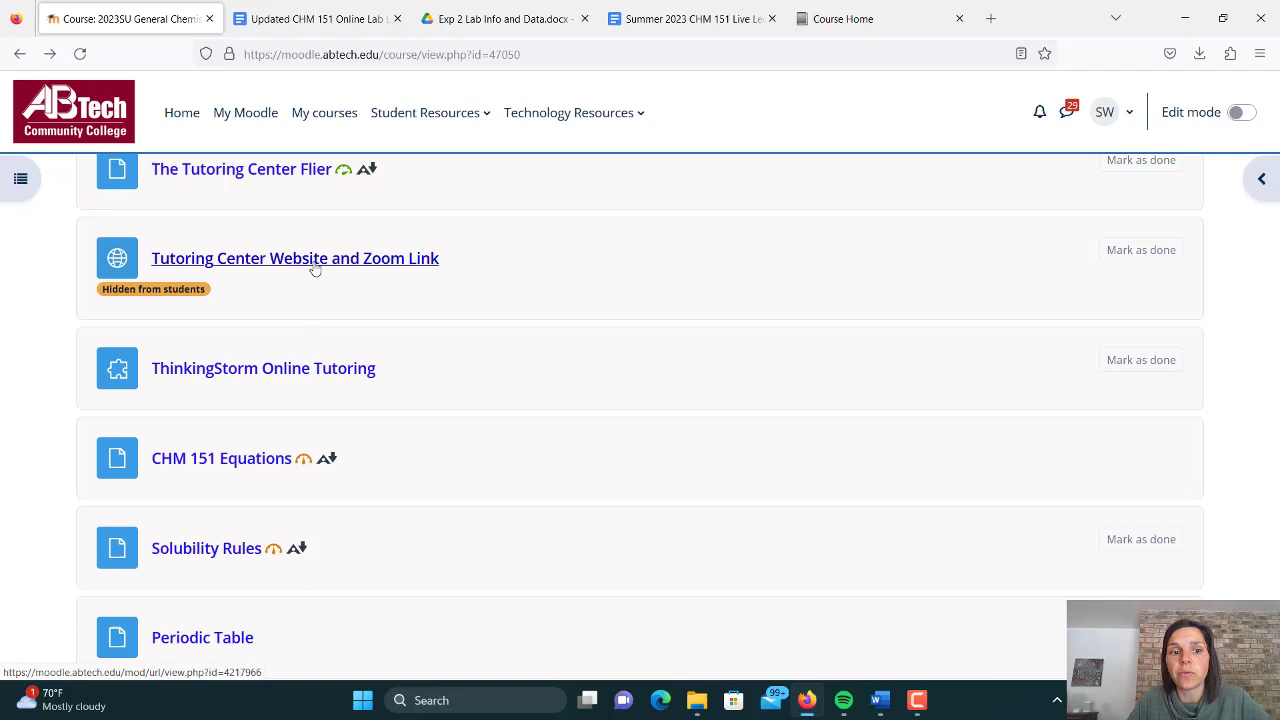 Course: 2023SU General Chemis
Updated CHM 151 Online Lab L
Exp 2 Lab Info and Data.docx -
Summer 2023 CHM 151 Live Le
Course Home
https://moodle.abtech.edu/course/view.php?id=47050
ABTech
Community College
Home
My Moodle
My courses
Student Resources
Technology Resources
29
SW
Edit mode
The Tutoring Center Flier
Mark as done
Tutoring Center Website and Zoom Link
Mark as done
Hidden from students
ThinkingStorm Online Tutoring
Mark as done
CHM 151 Equations
Solubility Rules
Mark as done
Periodic Table
https://moodle.abtech.edu/mod/url/view.php?id=4217966
1
70°F
Mostly cloudy
Search
99+